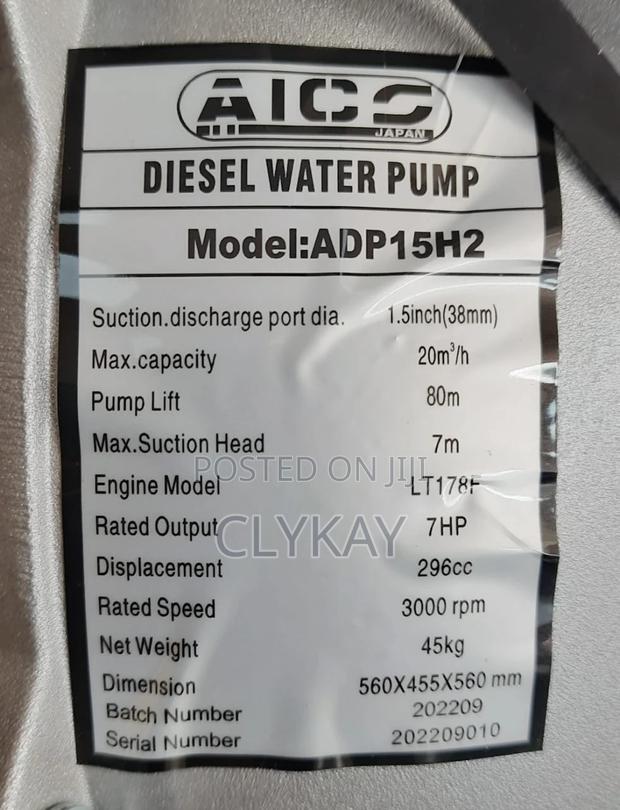 AICO
JAPAN
DIESEL WATER PUMP
Model:ADP15H2
Suction.discharge port dia. 1.5inch(38mm)
Max.capacity 20m³/h
Pump Lift 80m
Max.Suction Head 7m
POSTED ON JIJI
Engine Model LT178F
Rated Output 7HP
CLYKAY
Displacement 296cc
Rated Speed 3000 rpm
Net Weight 45kg
Dimension 560X455X560 mm
Batch Number 202209
Serial Number 202209010